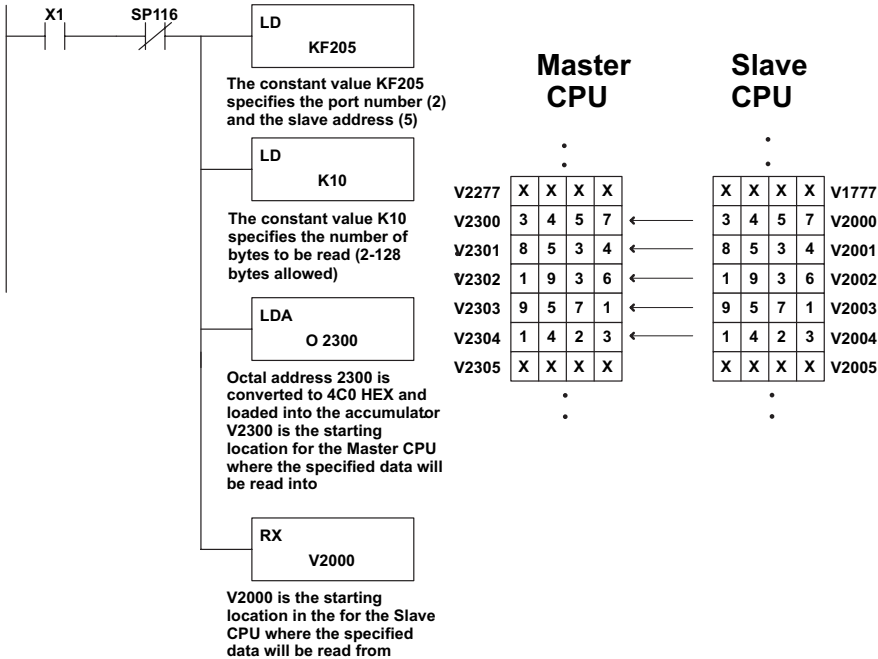 X1 SP116
LD
KF205
The constant value KF205
specifies the port number (2)
and the slave address (5)
LD
K10
The constant value K10
specifies the number of
bytes to be read (2-128
bytes allowed)
LDA
O 2300
Octal address 2300 is
converted to 4C0 HEX and
loaded into the accumulator
V2300 is the starting
location for the Master CPU
where the specified data will
be read into
RX
V2000
V2000 is the starting
location in the for the Slave
CPU where the specified
data will be read from
Master
CPU
Slave
CPU
V2277 X X X X X X X X V1777
V2300 3 4 5 7 3 4 5 7 V2000
V2301 8 5 3 4 8 5 3 4 V2001
V2302 1 9 3 6 1 9 3 6 V2002
V2303 9 5 7 1 9 5 7 1 V2003
V2304 1 4 2 3 1 4 2 3 V2004
V2305 X X X X X X X X V2005